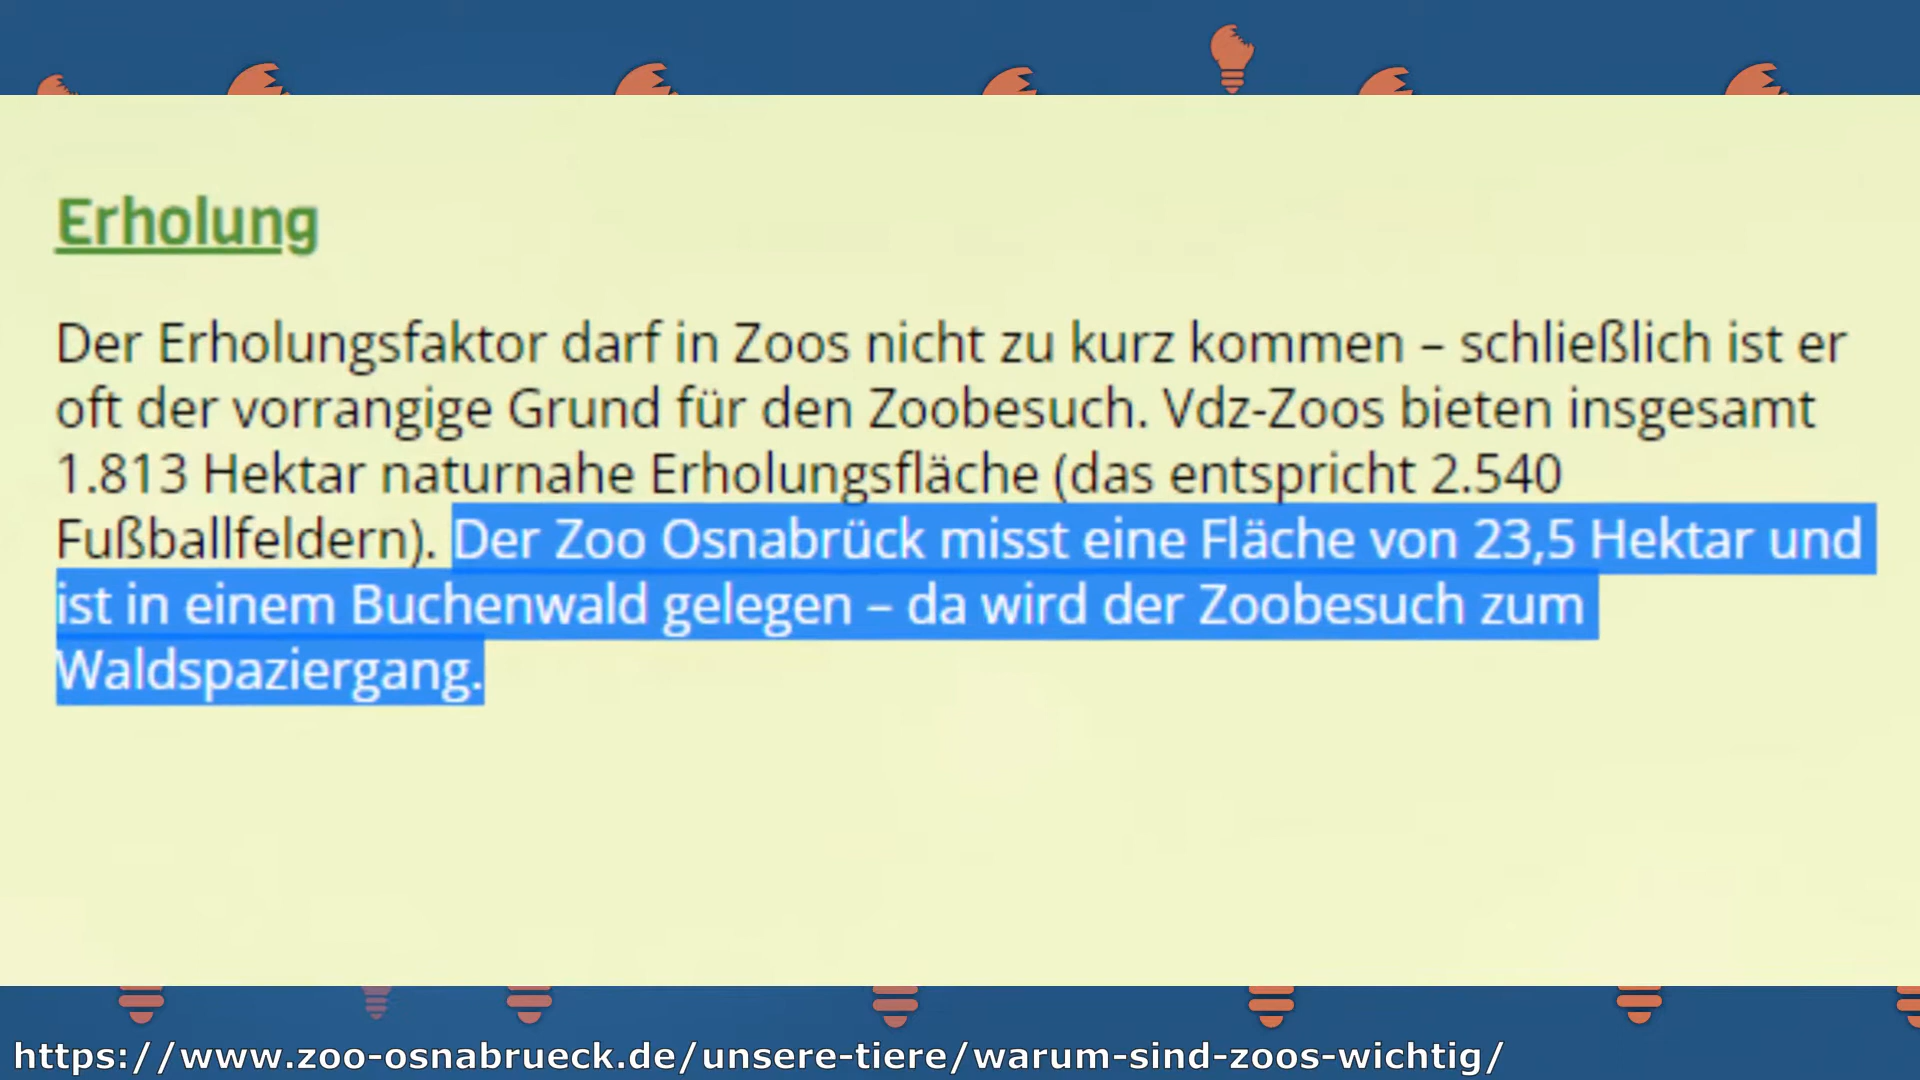 Erholung
Der Erholungsfaktor darf in Zoos nicht zu kurz kommen – schließlich ist er
oft der vorrangige Grund für den Zoobesuch. Vdz-Zoos bieten insgesamt
1.813 Hektar naturnahe Erholungsfläche (das entspricht 2.540
Fußballfeldern). Der Zoo Osnabrück misst eine Fläche von 23,5 Hektar und
ist in einem Buchenwald gelegen – da wird der Zoobesuch zum
Waldspaziergang.
https://www.zoo-osnabrueck.de/unsere-tiere/warum-sind-zoos-wichtig/